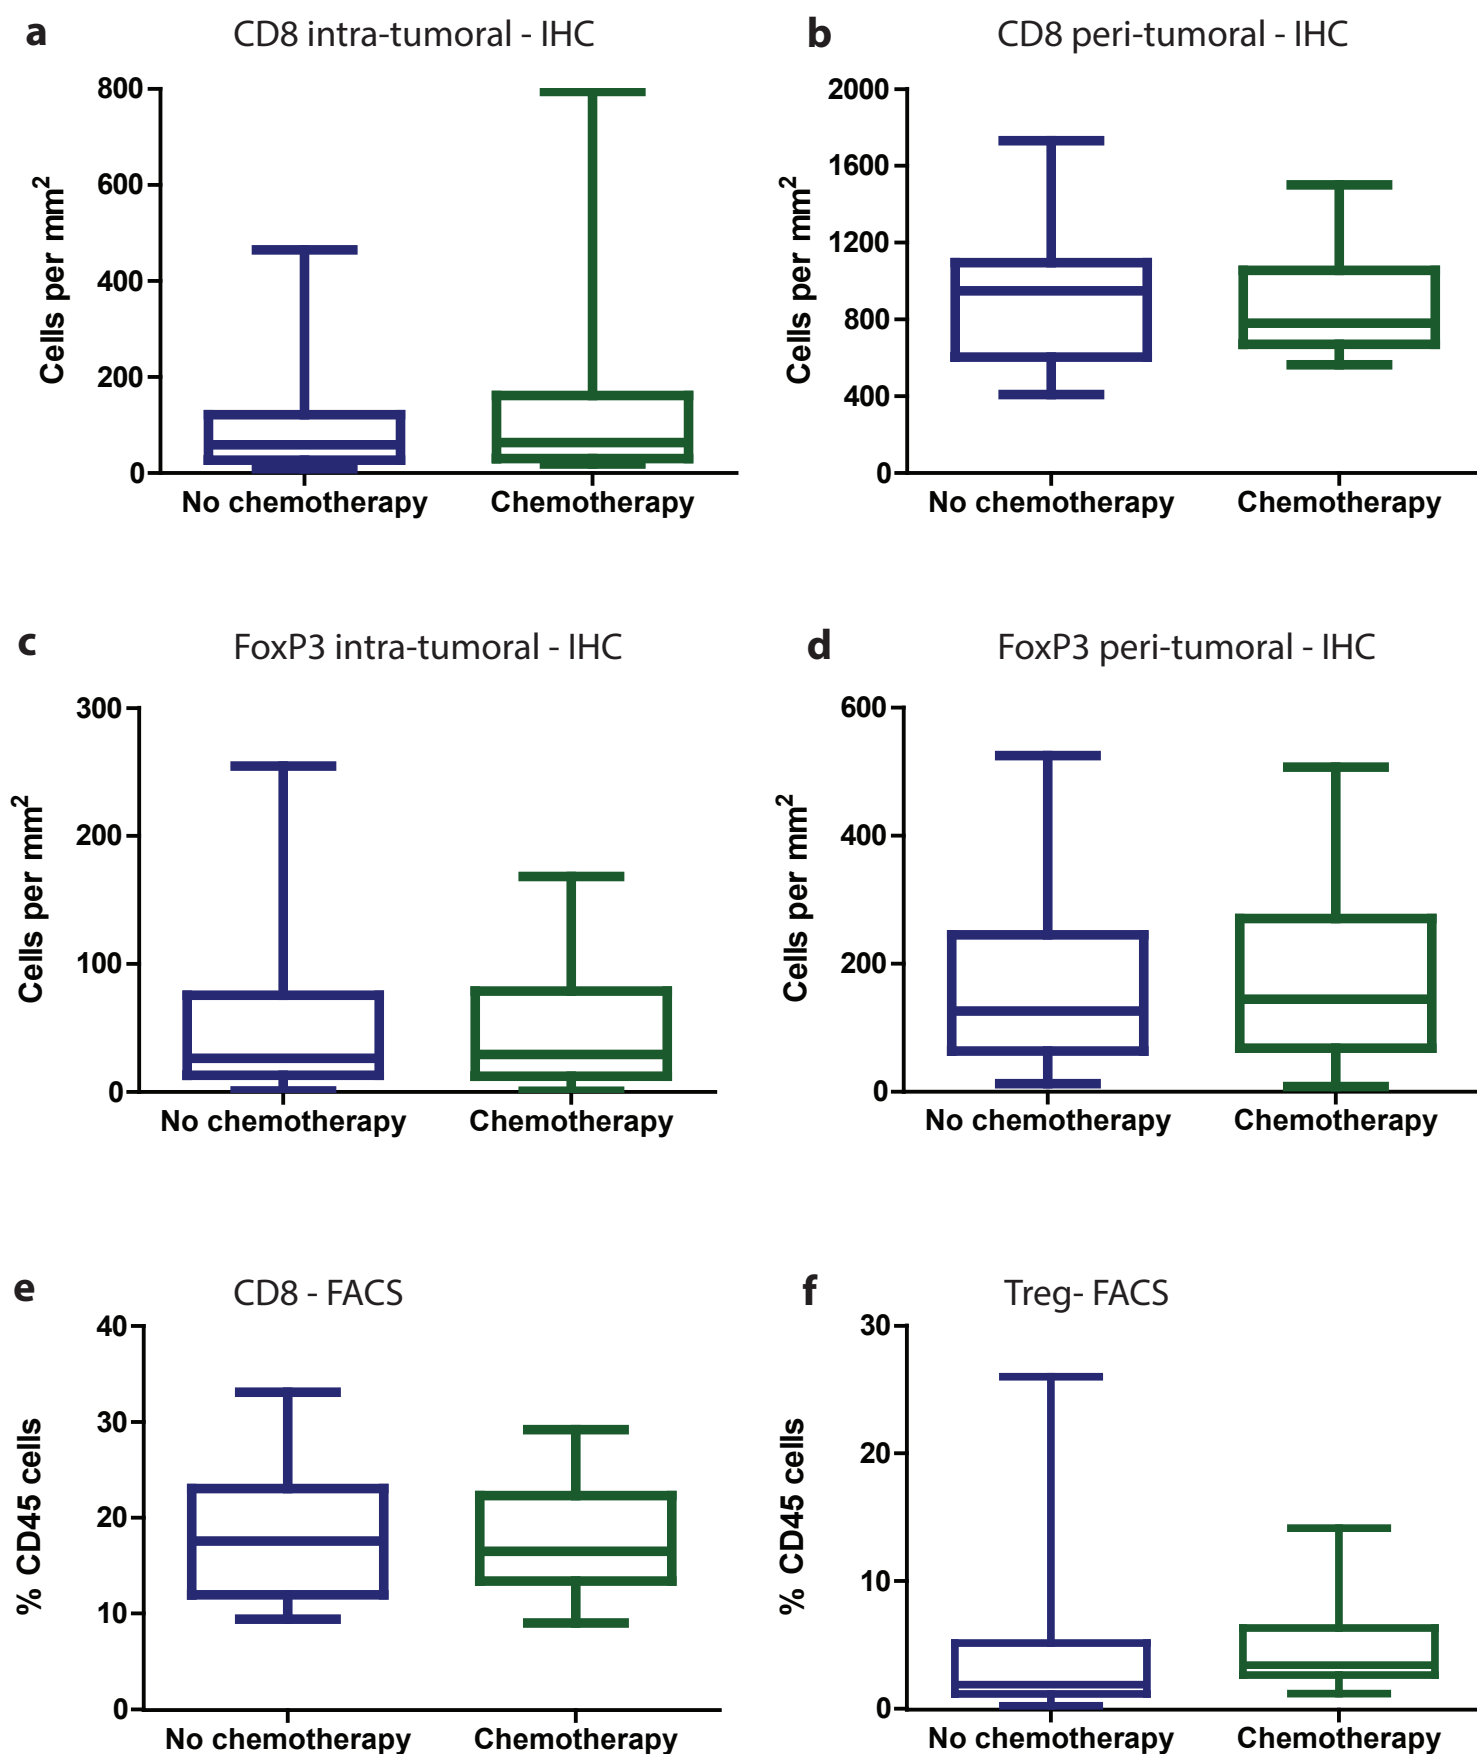 a
CD8 intra-tumoral - IHC
800
600
400
200
0
Cells per mm2
No chemotherapy
Chemotherapy
b
CD8 peri-tumoral - IHC
2000
1600
1200
800
400
0
Cells per mm2
No chemotherapy
Chemotherapy
c
FoxP3 intra-tumoral - IHC
300
200
100
0
Cells per mm2
No chemotherapy
Chemotherapy
d
FoxP3 peri-tumoral - IHC
600
400
200
0
Cells per mm2
No chemotherapy
Chemotherapy
e
CD8 - FACS
40
30
20
10
0
% CD45 cells
No chemotherapy
Chemotherapy
f
Treg- FACS
30
20
10
0
% CD45 cells
No chemotherapy
Chemotherapy